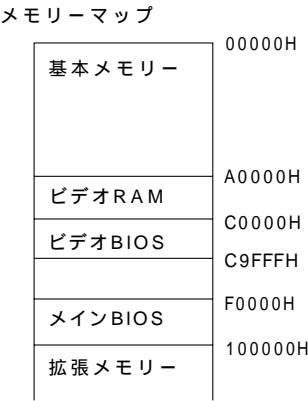 メモリーマップ
00000H
基本メモリー
A0000H
ビデオRAM
C0000H
ビデオBIOS
C9FFFH
F0000H
メインBIOS
100000H
拡張メモリー